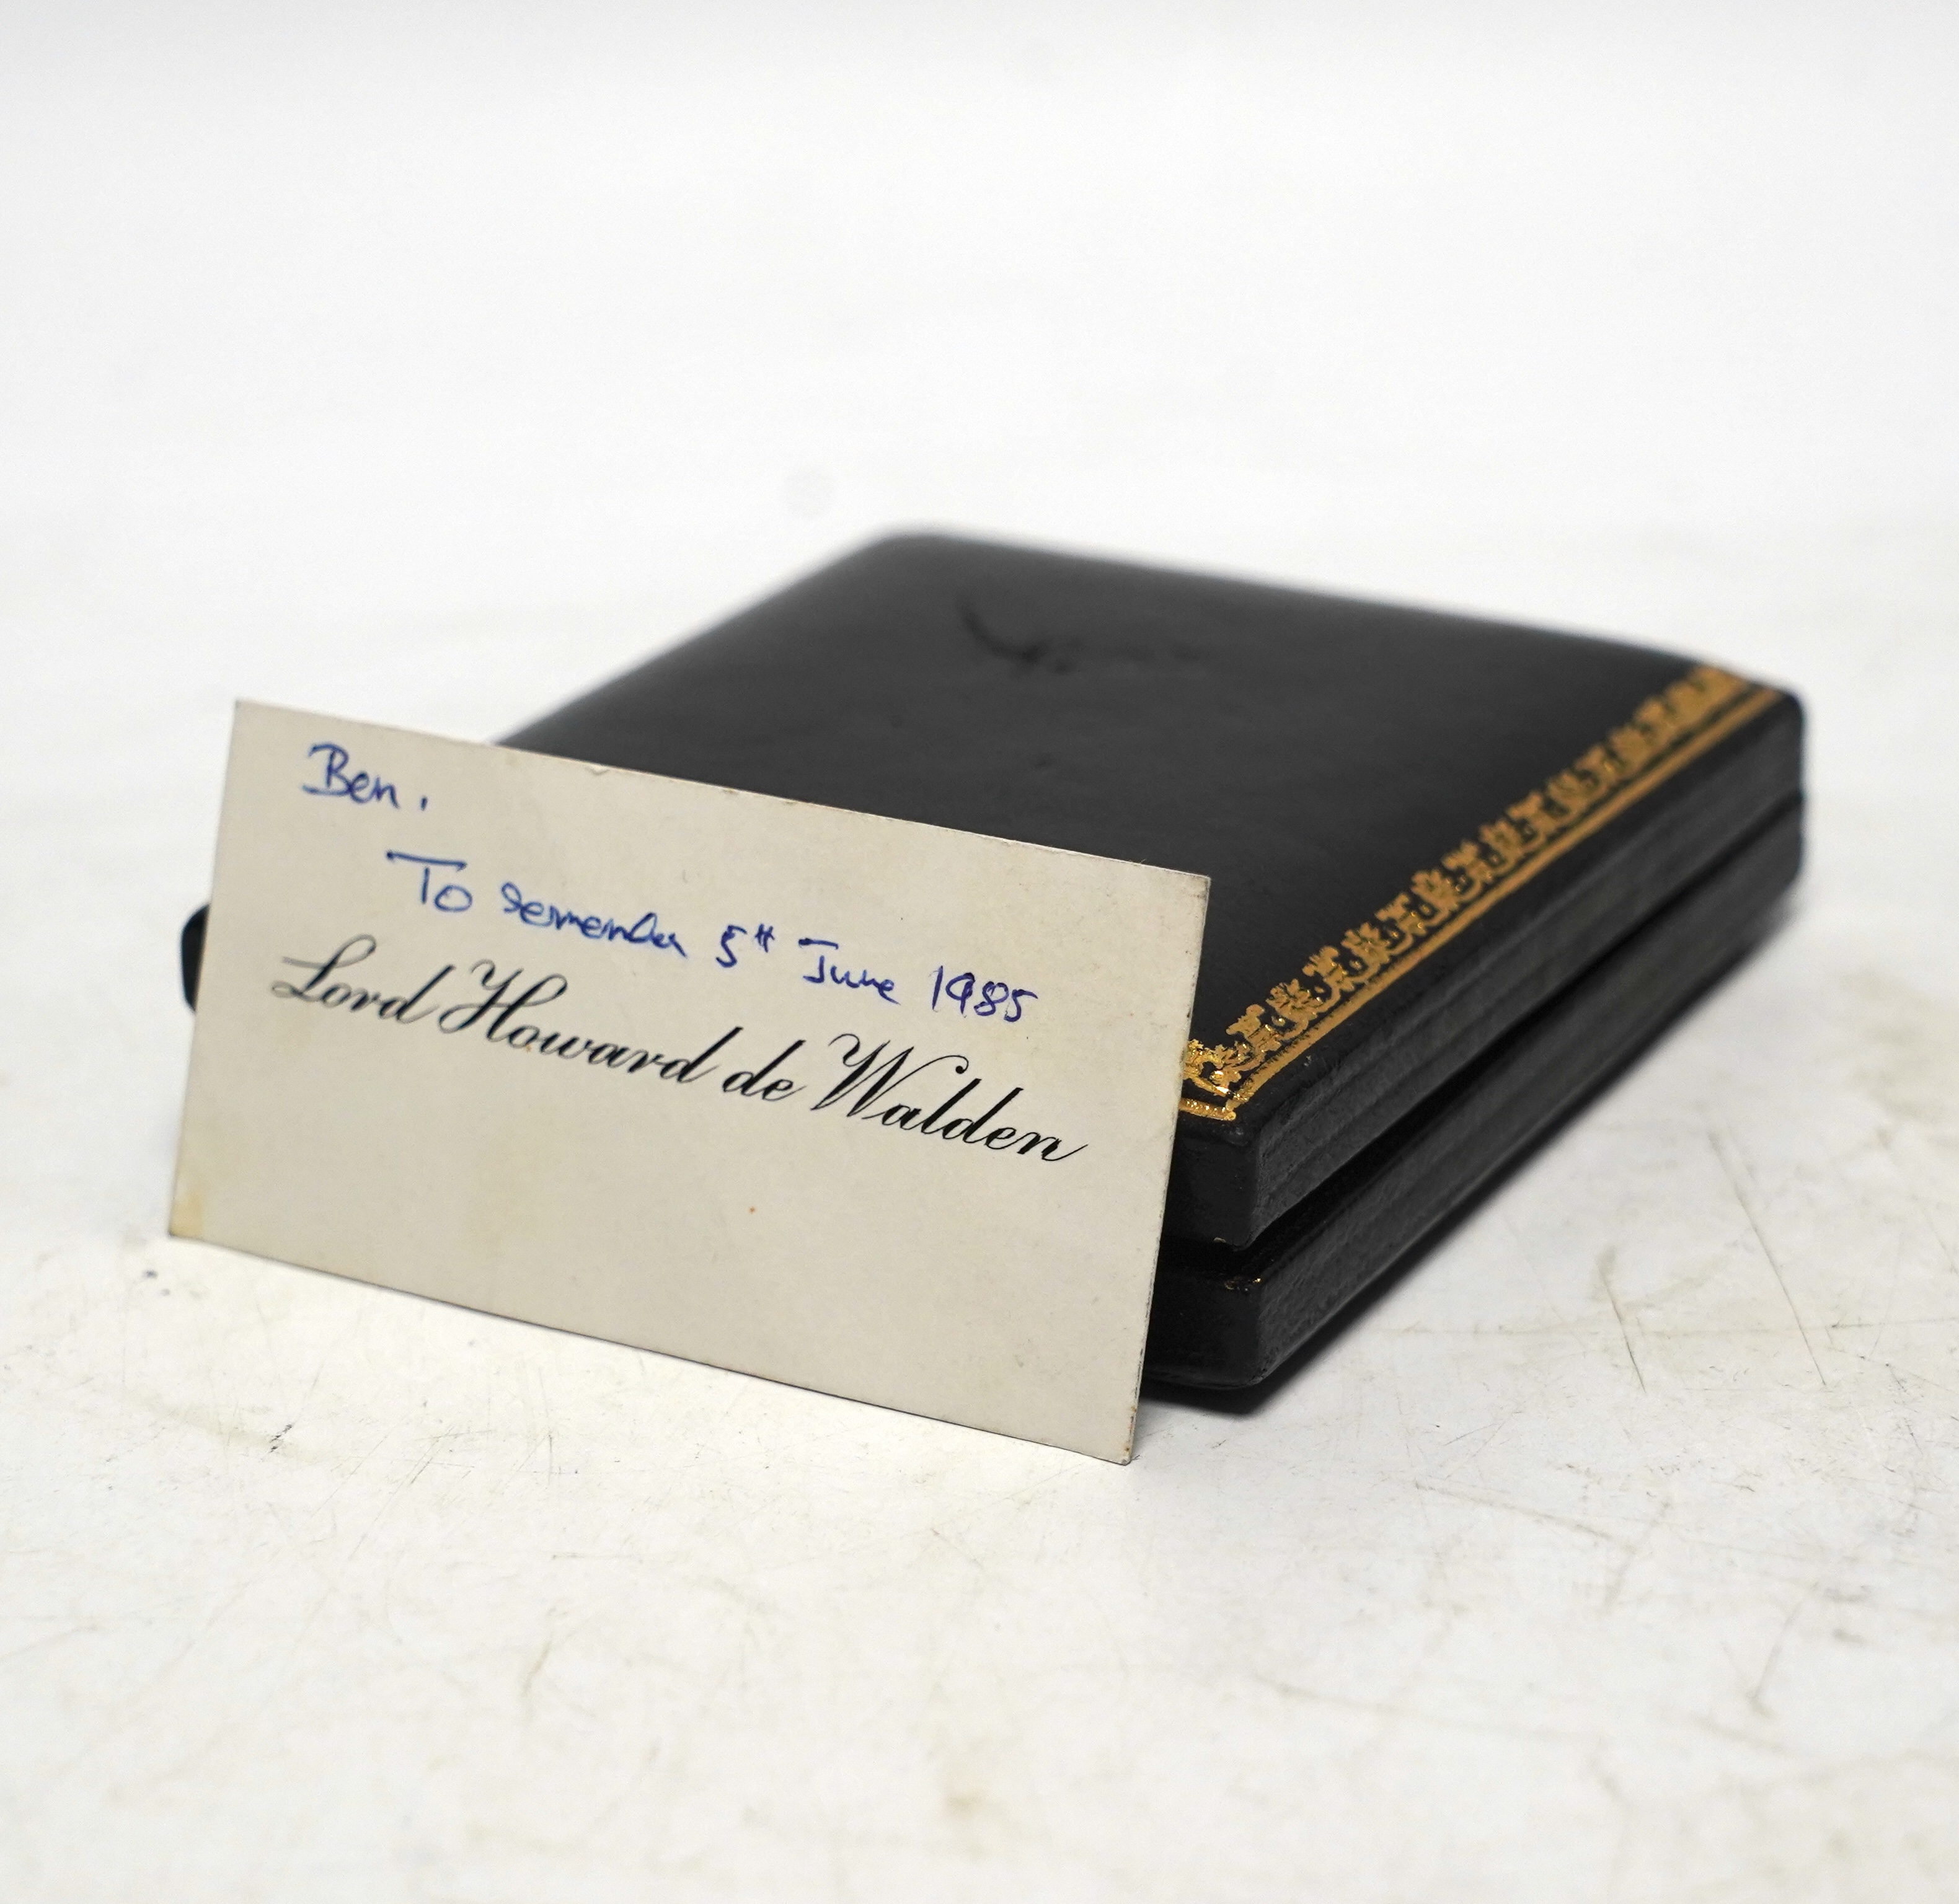 Ben.
To remember 5th June 1985
Lord Howard de Walden